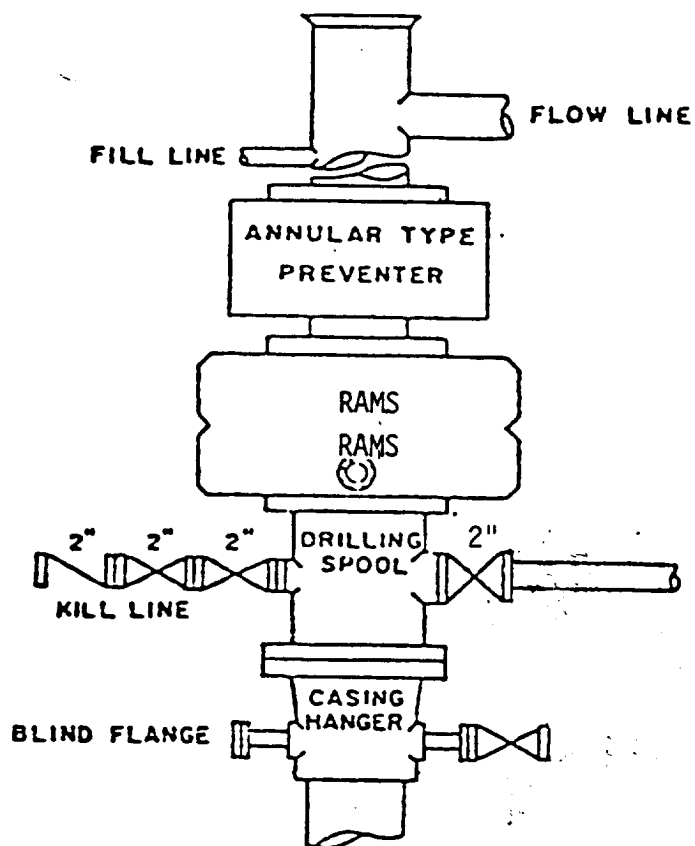 FLOW LINE
FILL LINE
ANNULAR TYPE
PREVENTER
RAMS
RAMS
2" 2" 2"
DRILLING
SPOOL
2"
KILL LINE
CASING
HANGER
BLIND FLANGE